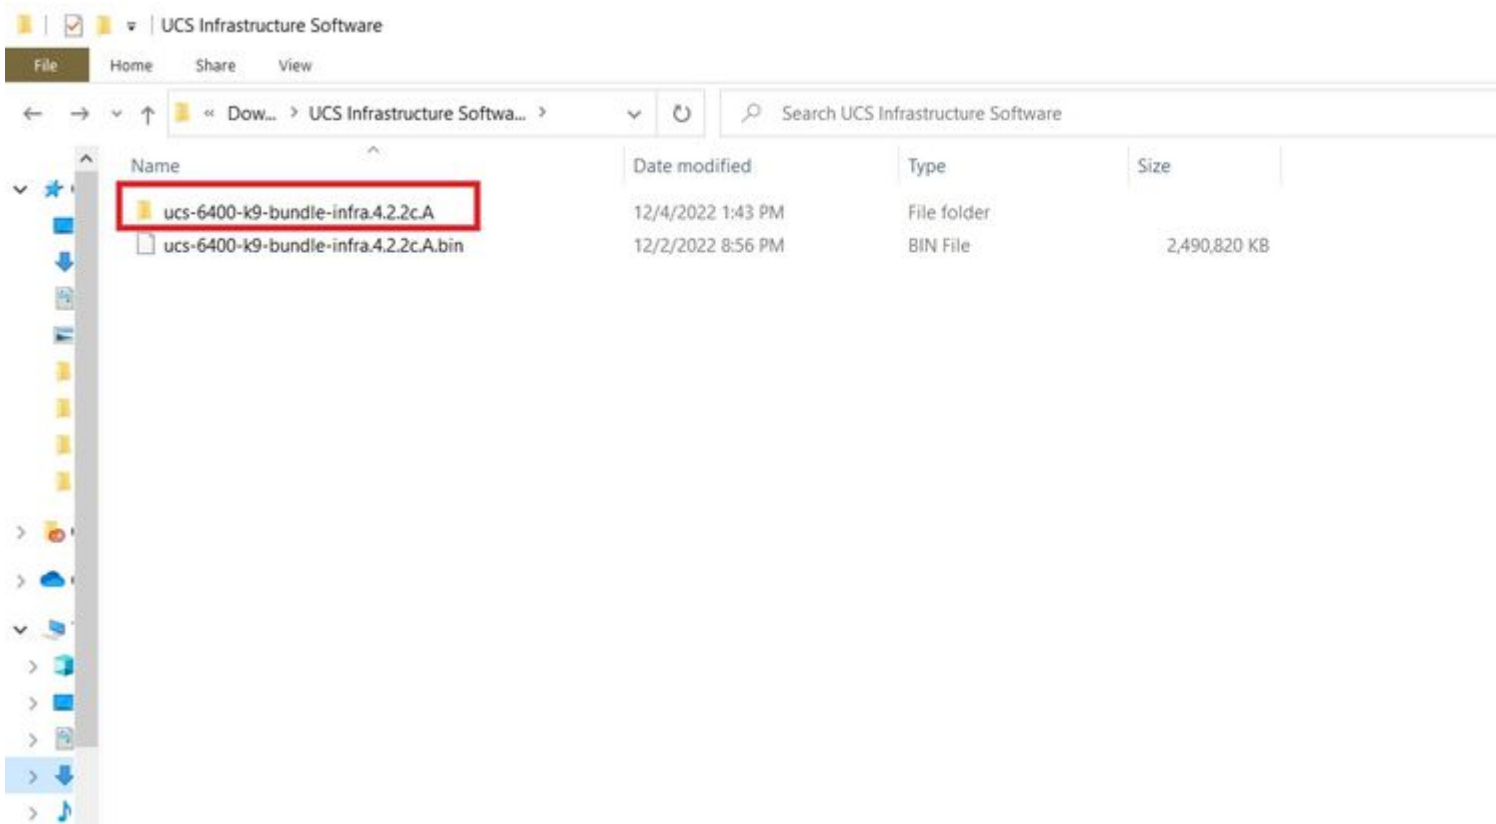 UCS Infrastructure Software
File Home Share View
« Dow... > UCS Infrastructure Softwa... > Search UCS Infrastructure Software
Name Date modified Type Size
ucs-6400-k9-bundle-infra.4.2.2c.A 12/4/2022 1:43 PM File folder
ucs-6400-k9-bundle-infra.4.2.2c.A.bin 12/2/2022 8:56 PM BIN File 2,490,820 KB